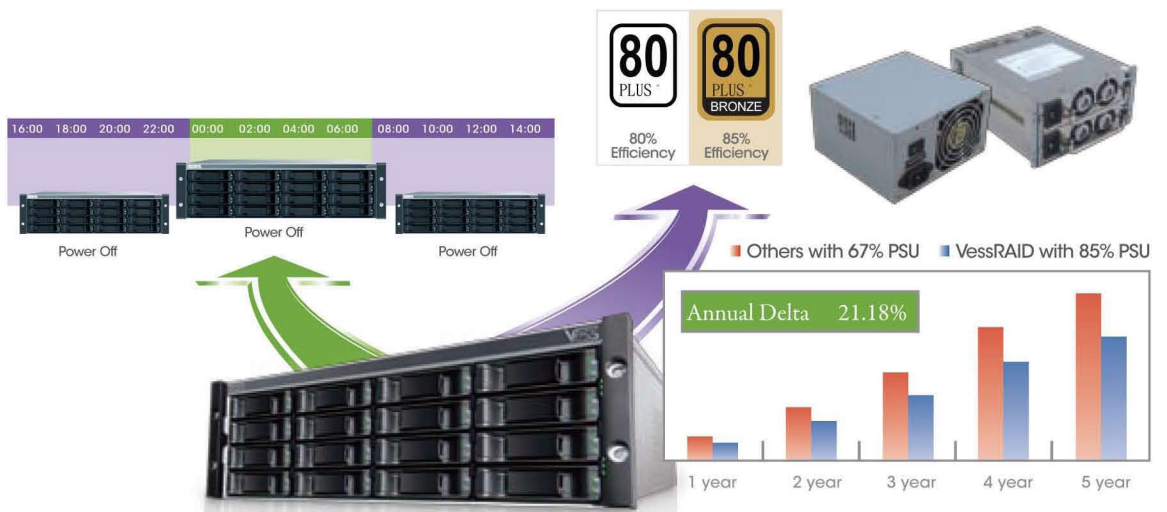 16:00 18:00 20:00 22:00 00:00 02:00 04:00 06:00 08:00 10:00 12:00 14:00
Power Off
Power Off
Power Off
80
PLUS
80
PLUS
BRONZE
80%
Efficiency
85%
Efficiency
Others with 67% PSU
VessRAID with 85% PSU
Annual Delta 21.18%
1 year
2 year
3 year
4 year
5 year